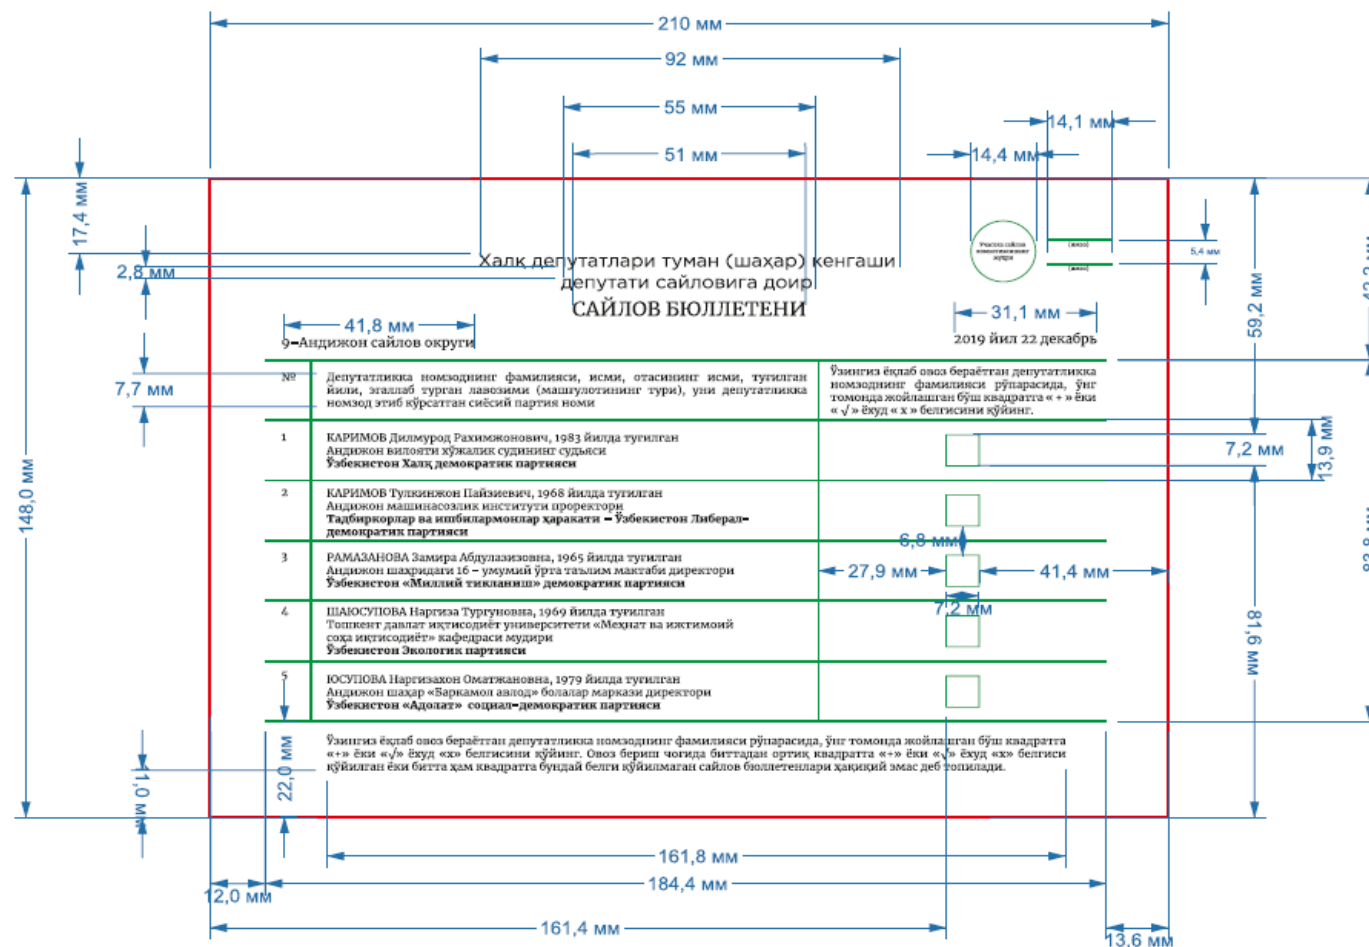 210 мм
92 мм
55 мм
14,1 мм
51 мм
14,4 мм
17,4 мм
2,8 мм
Участка сайлов
комиссиясининг
муҳри
(имзо)
(имзо)
5,4 мм
Халқ депутатлари туман (шаҳар) кенгаши
депутати сайловига доир
САЙЛОВ БЮЛЛЕТЕНИ
59,2 мм
41,8 мм
31,1 мм
9–Андижон сайлов округи
2019 йил 22 декабрь
7,7 мм
№
Депутатликка номзоднинг фамилияси, исми, отасининг исми, туғилган
йили, эгаллаб турган лавозими (машғулотининг тури), уни депутатликка
номзод этиб кўрсатган сиёсий партия номи
Ўзингиз ёқлаб овоз бераётган депутатликка
номзоднинг фамилияси рўпарасида, ўнг
томонда жойлашган бўш квадратга « + » ёки
« √ » ёхуд « x » белгисини қўйинг.
148,0 мм
1
КАРИМОВ Дилмурод Рахимжонович, 1983 йилда туғилган
Андижон вилояти хўжалик судининг судьяси
Ўзбекистон Халқ демократик партияси
7,2 мм
13,9 мм
2
КАРИМОВ Тулкинжон Пайзиевич, 1968 йилда туғилган
Андижон машинасозлик институти проректори
Тадбиркорлар ва ишбилармонлар ҳаракати – Ўзбекистон Либерал–
демократик партияси
6,8 мм
3
РАМАЗАНОВА Замира Абдулазизовна, 1965 йилда туғилган
Андижон шаҳридаги 16 – умумий ўрта таълим мактаби директори
Ўзбекистон «Миллий тикланиш» демократик партияси
27,9 мм
41,4 мм
7,2 мм
4
ШАЮСУПОВА Наргиза Тургуновна, 1969 йилда туғилган
Тошкент давлат иқтисодиёт университети «Меҳнат ва ижтимоий
соҳа иқтисодиёт» кафедраси мудири
Ўзбекистон Экологик партияси
81,6 мм
5
ЮСУПОВА Наргизахон Оматжановна, 1979 йилда туғилган
Андижон шаҳар «Баркамол авлод» болалар маркази директори
Ўзбекистон «Адолат» социал–демократик партияси
22,0 мм
11,0 мм
Ўзингиз ёқлаб овоз бераётган депутатликка номзоднинг фамилияси рўпарасида, ўнг томонда жойлашган бўш квадратга
«+» ёки «√» ёхуд «x» белгисини қўйинг. Овоз бериш чоғида биттадан ортиқ квадратга «+» ёки «√» ёхуд «x» белгиси
қўйилган ёки битта ҳам квадратга бундай белги қўйилмаган сайлов бюллетенлари ҳақиқий эмас деб топилади.
161,8 мм
184,4 мм
12,0 мм
161,4 мм
13,6 мм